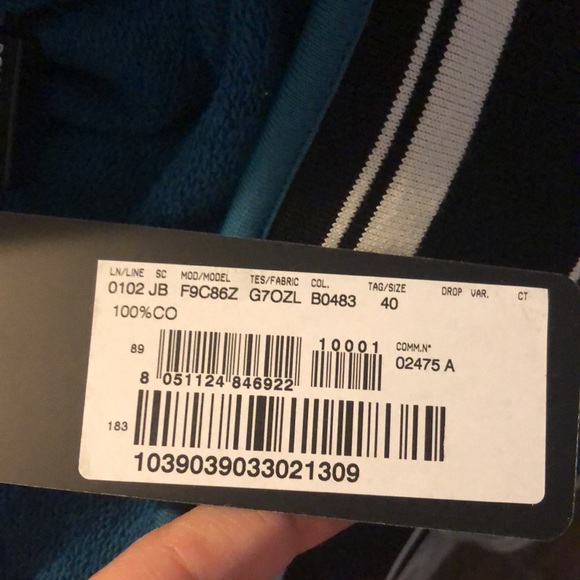 LN/LINE SC MOD/MODEL TES/FABRIC COL. TAG/SIZE DROP VAR. CT
0102 JB F9C86Z G7OZL B0483 40
100%CO
10001 COMM.N°
89 02475 A
8 051124 846922
183
1039039033021309